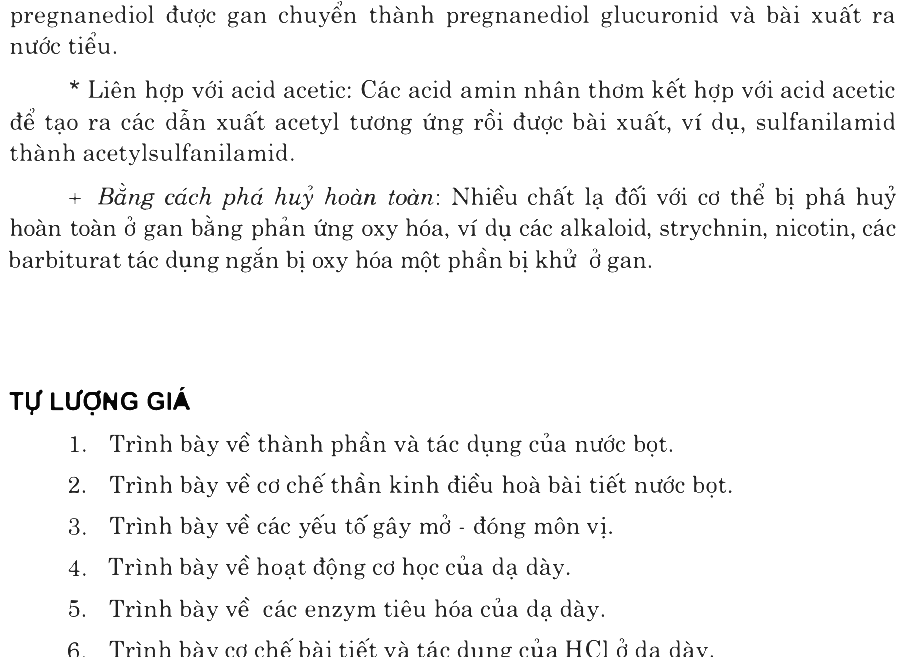 pregnanediol được gan chuyển thành pregnanediol glucuronid và bài xuất ra
nước tiểu.
* Liên hợp với acid acetic: Các acid amin nhân thơm kết hợp với acid acetic
để tạo ra các dẫn xuất acetyl tương ứng rồi được bài xuất, ví dụ, sulfanilamid
thành acetylsulfanilamid.
+ Bằng cách phá huỷ hoàn toàn: Nhiều chất lạ đối với cơ thể bị phá huỷ
hoàn toàn ở gan bằng phản ứng oxy hóa, ví dụ các alkaloid, strychnin, nicotin, các
barbiturat tác dụng ngắn bị oxy hóa một phần bị khử ở gan.
TỰ LƯỢNG GIÁ
1. Trình bày về thành phần và tác dụng của nước bọt.
2. Trình bày về cơ chế thần kinh điều hoà bài tiết nước bọt.
3. Trình bày về các yếu tố gây mở - đóng môn vị.
4. Trình bày về hoạt động cơ học của dạ dày.
5. Trình bày về các enzym tiêu hóa của dạ dày.
6. Trình bày cơ chế bài tiết và tác dụng của HCl ở dạ dày.